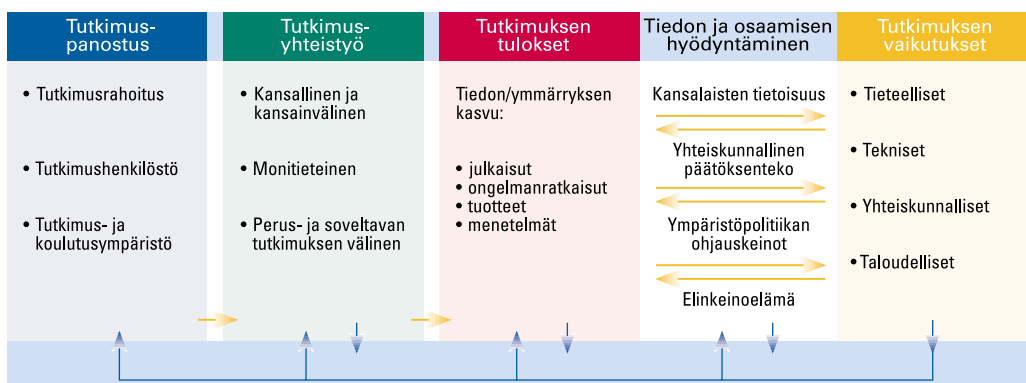 Tutkimus-
panostus
• Tutkimusrahoitus
• Tutkimushenkilöstö
• Tutkimus- ja
koulutusympäristö
Tutkimus-
yhteistyö
• Kansallinen ja
kansainvälinen
• Monitieteinen
• Perus- ja soveltavan
tutkimuksen välinen
Tutkimuksen
tulokset
Tiedon/ymmärryksen
kasvu:
• julkaisut
• ongelmanratkaisut
• tuotteet
• menetelmät
Tiedon ja osaamisen
hyödyntäminen
Kansalaisten tietoisuus
Yhteiskunnallinen
päätöksenteko
Ympäristöpolitiikan
ohjauskeinot
Elinkeinoelämä
Tutkimuksen
vaikutukset
• Tieteelliset
• Tekniset
• Yhteiskunnalliset
• Taloudelliset